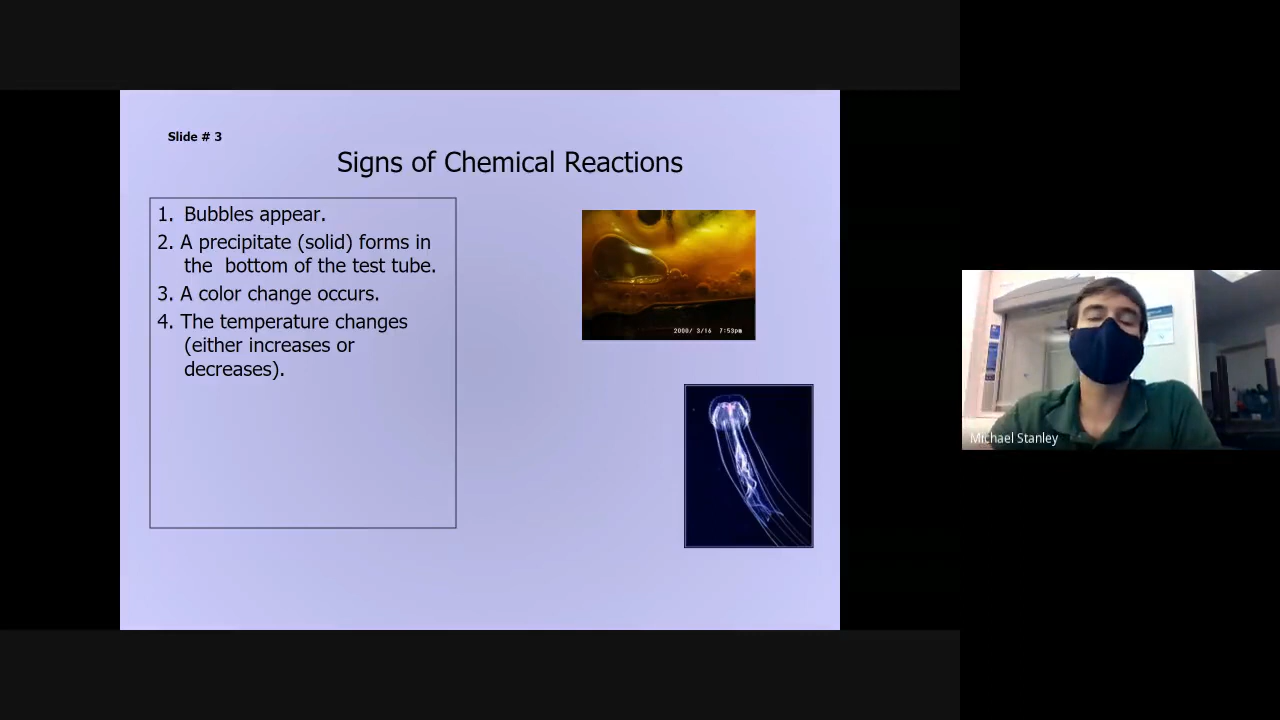 Slide # 3
Signs of Chemical Reactions
1. Bubbles appear.
2. A precipitate (solid) forms in
the bottom of the test tube.
3. A color change occurs.
4. The temperature changes
(either increases or
decreases).
2000/ 3/16 7:53pm
Michael Stanley